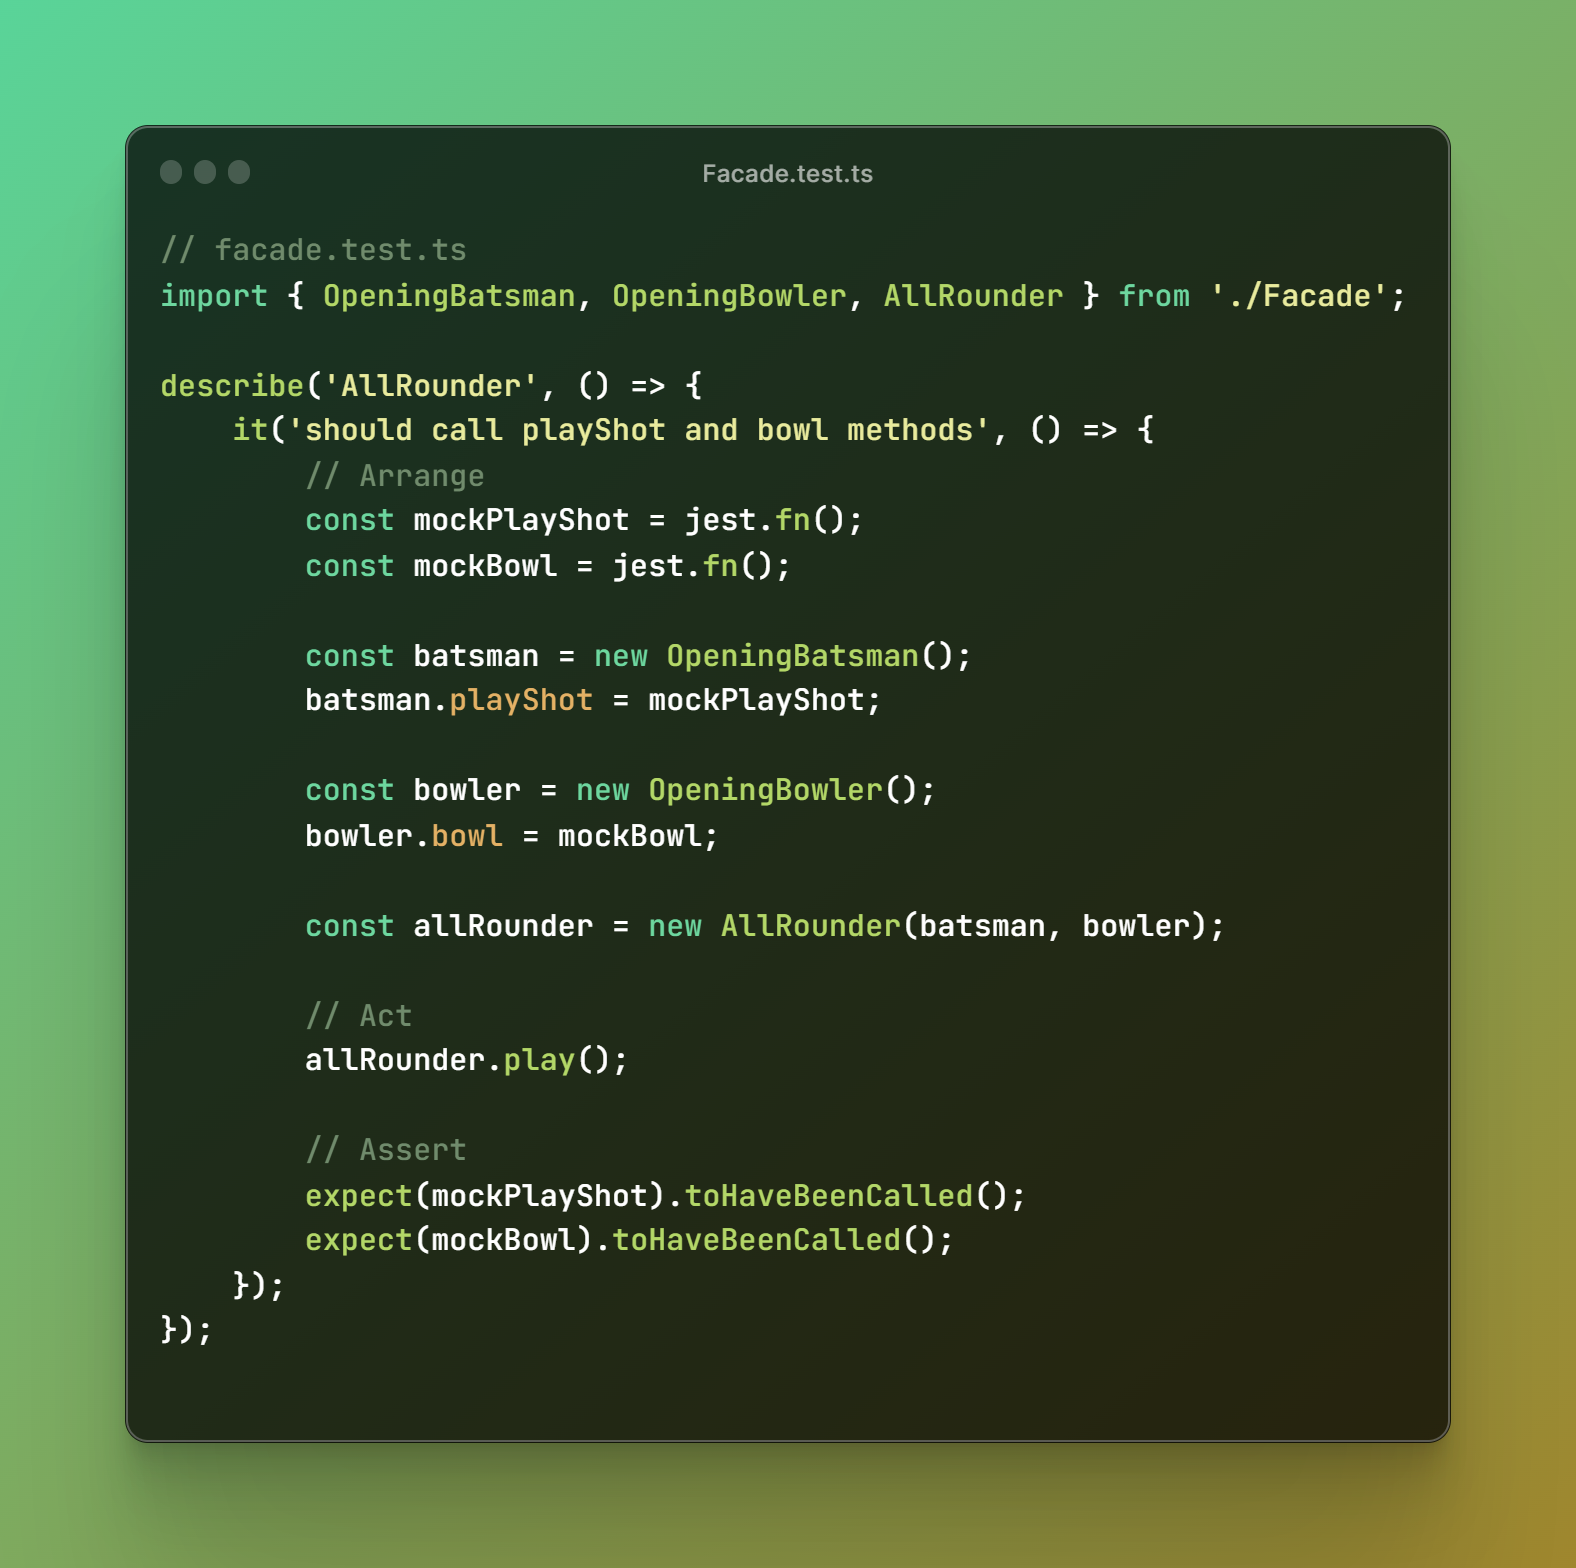 Facade.test.ts
// facade.test.ts
import { OpeningBatsman, OpeningBowler, AllRounder } from './Facade';
describe('AllRounder', () => {
    it('should call playShot and bowl methods', () => {
        // Arrange
        const mockPlayShot = jest.fn();
        const mockBowl = jest.fn();
        const batsman = new OpeningBatsman();
        batsman.playShot = mockPlayShot;
        const bowler = new OpeningBowler();
        bowler.bowl = mockBowl;
        const allRounder = new AllRounder(batsman, bowler);
        // Act
        allRounder.play();
        // Assert
        expect(mockPlayShot).toHaveBeenCalled();
        expect(mockBowl).toHaveBeenCalled();
    });
});